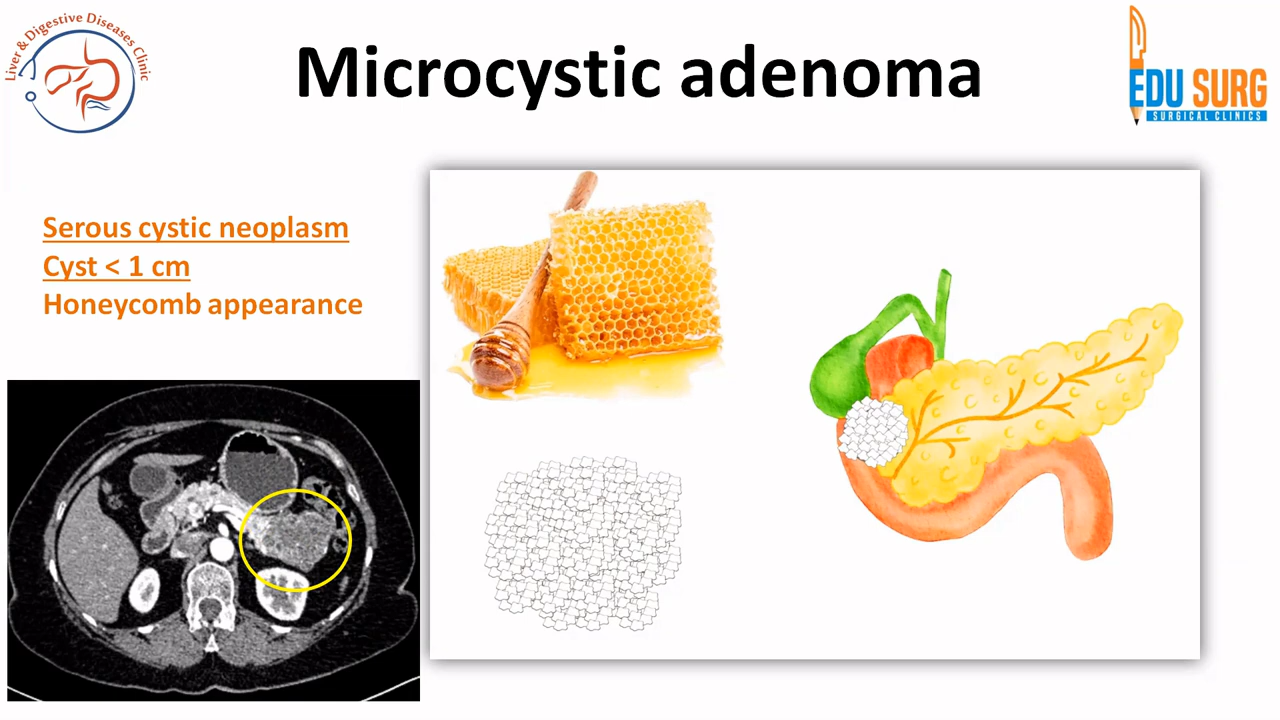 Liver & Digestive Diseases Clinic
Microcystic adenoma
EDU SURG
SURGICAL CLINICS
Serous cystic neoplasm
Cyst < 1 cm
Honeycomb appearance